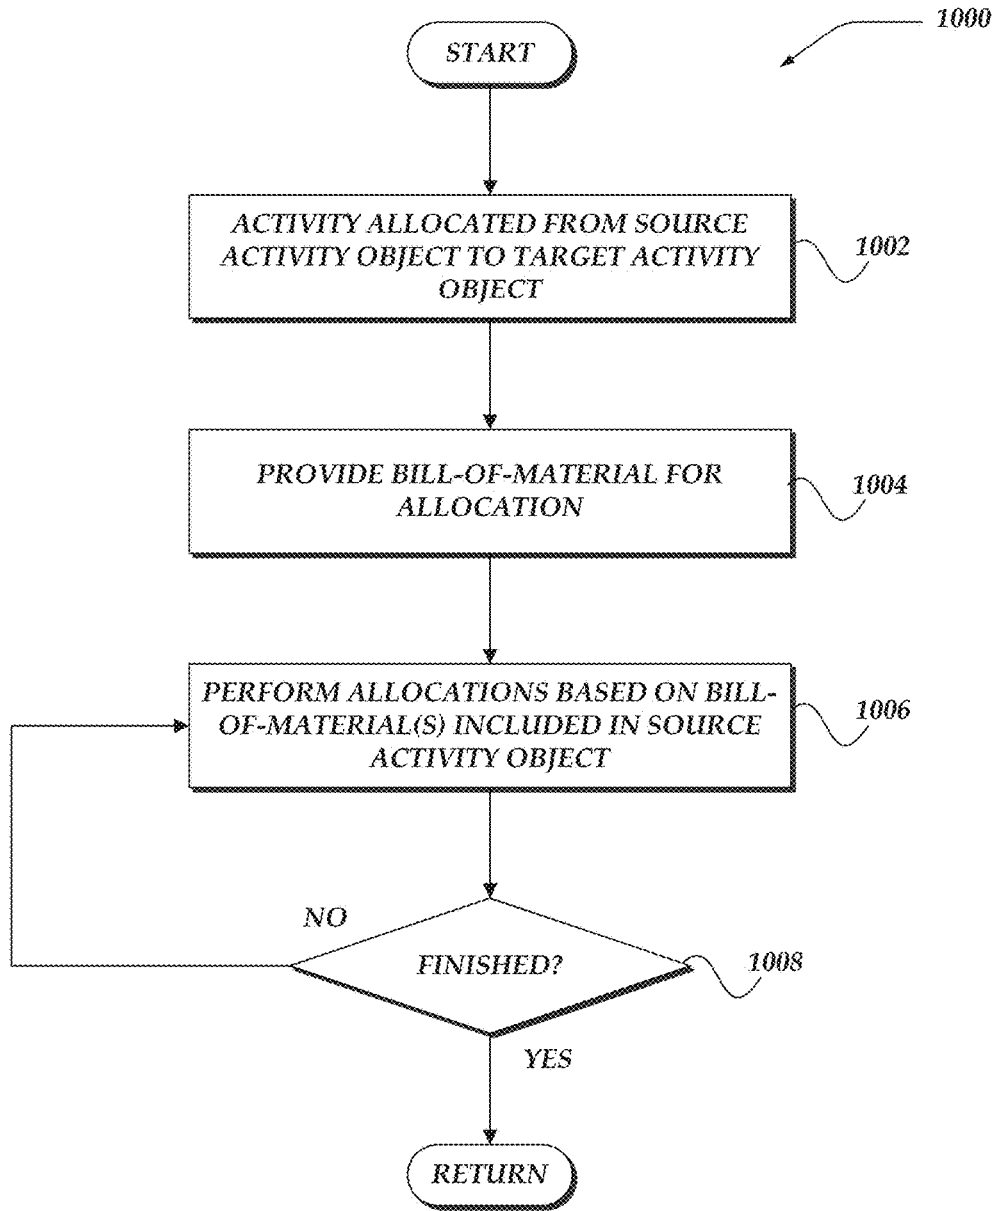 1000
START
ACTIVITY ALLOCATED FROM SOURCE
ACTIVITY OBJECT TO TARGET ACTIVITY
OBJECT
1002
PROVIDE BILL-OF-MATERIAL FOR
ALLOCATION
1004
PERFORM ALLOCATIONS BASED ON BILL-
OF-MATERIAL(S) INCLUDED IN SOURCE
ACTIVITY OBJECT
1006
NO
FINISHED?
1008
YES
RETURN